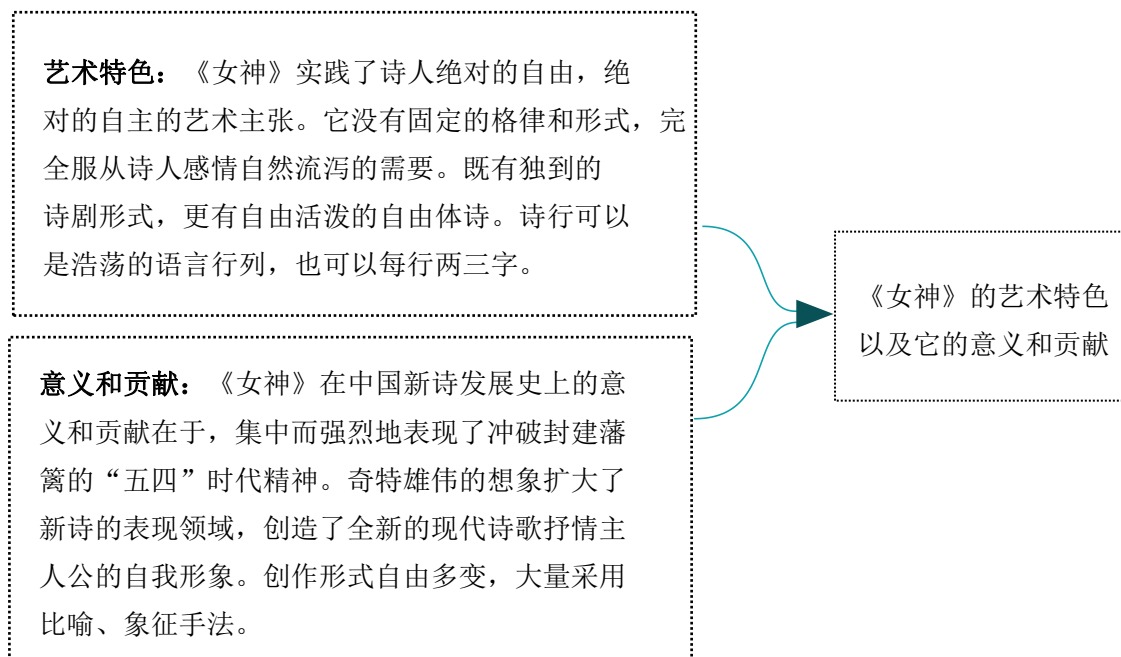 艺术特色：《女神》实践了诗人绝对的自由，绝
对的自主的艺术主张。它没有固定的格律和形式，完
全服从诗人感情自然流泻的需要。既有独到的
诗剧形式，更有自由活泼的自由体诗。诗行可以
是浩荡的语言行列，也可以每行两三字。
意义和贡献：《女神》在中国新诗发展史上的意
义和贡献在于，集中而强烈地表现了冲破封建藩
篱的“五四”时代精神。奇特雄伟的想象扩大了
新诗的表现领域，创造了全新的现代诗歌抒情主
人公的自我形象。创作形式自由多变，大量采用
比喻、象征手法。
《女神》的艺术特色
以及它的意义和贡献